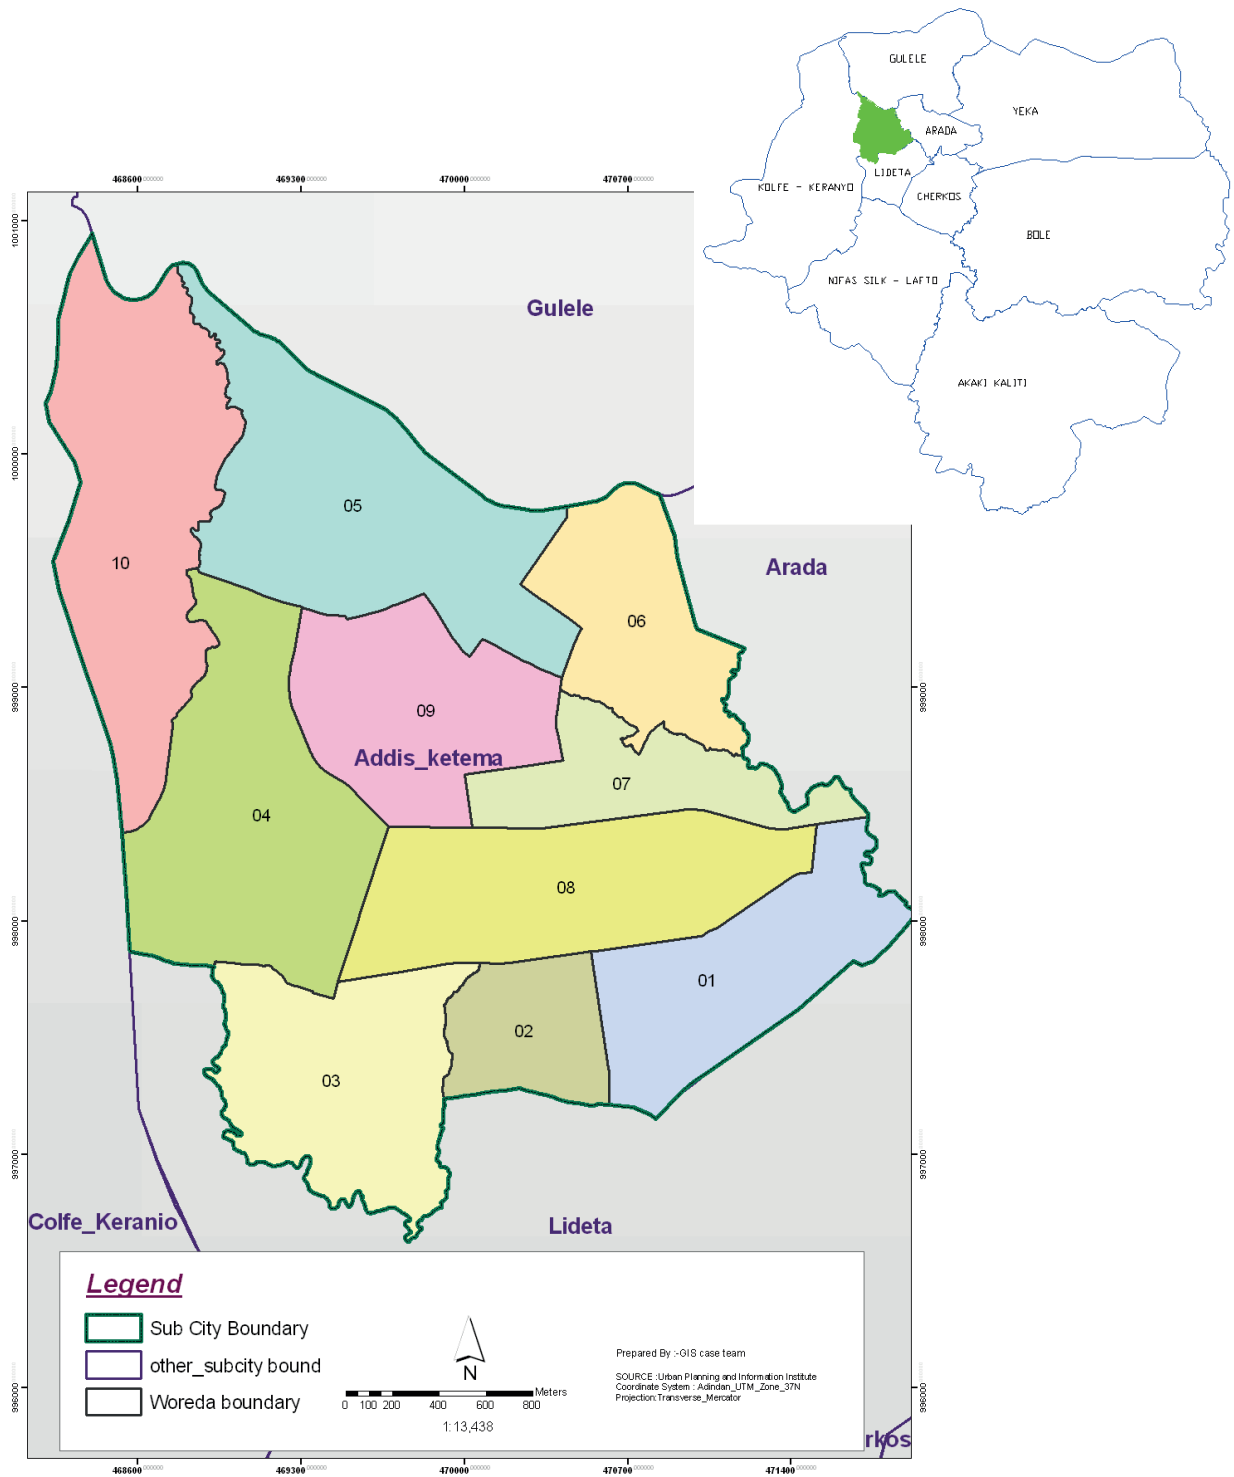 GULELE
YEKA
ARADA
LIDETA
KOLFE - KERANYO
CHERKOS
BOLE
NIFAS SILK - LAFTO
AKAKI KALITI
468600
469300
470000
470700
1001000
Gulele
1000000
05
Arada
10
06
999000
999000
09
Addis_ketema
07
04
08
998000
998000
01
02
03
997000
997000
Colfe_Keranio
Lideta
Legend
Sub City Boundary
other_subcity bound
Woreda boundary
N
Meters
0 100 200 400 600 800
1:13,438
Prepared By :-GIS case team
SOURCE :Urban Planning and Information Institute
Coordinate System : Adindan_UTM_Zone_37N
Projection:Transverse_Mercator
996000
996000
rkos
468600
469300
470000
470700
471400